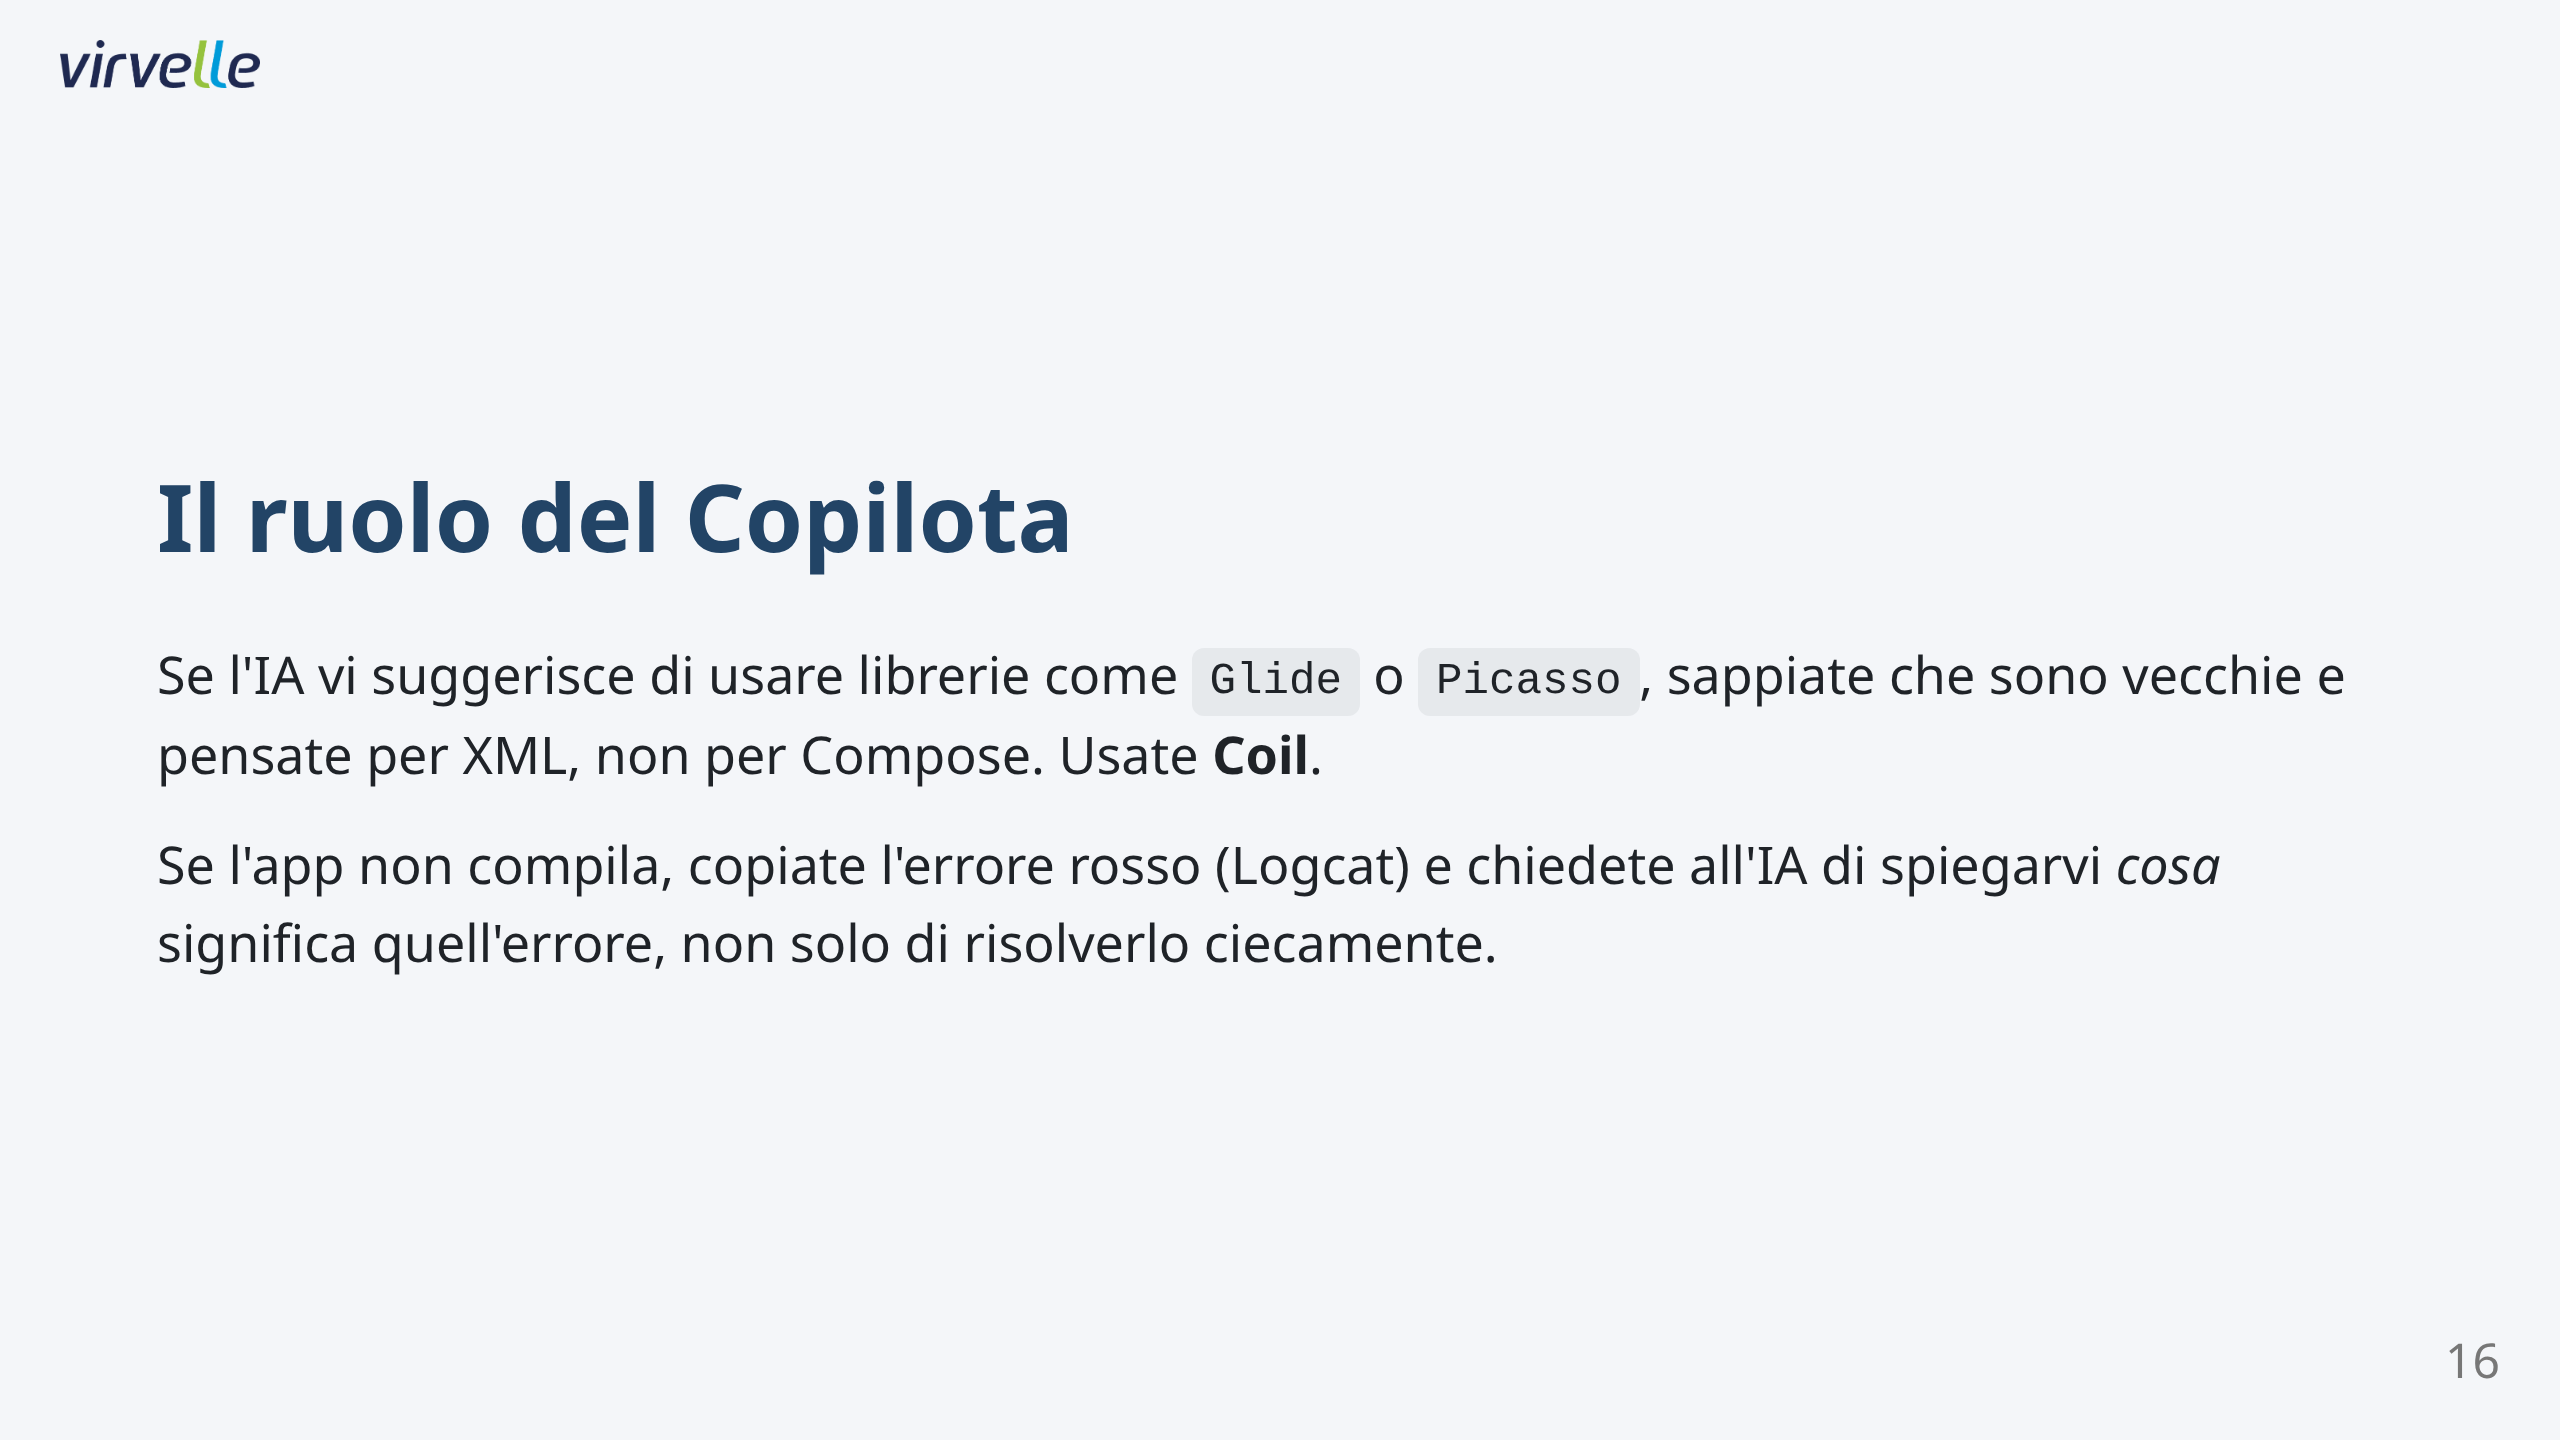 virvelle
Il ruolo del Copilota
Se l'IA vi suggerisce di usare librerie come Glide o Picasso, sappiate che sono vecchie e
pensate per XML, non per Compose. Usate Coil.
Se l'app non compila, copiate l'errore rosso (Logcat) e chiedete all'IA di spiegarvi cosa
significa quell'errore, non solo di risolverlo ciecamente.
16